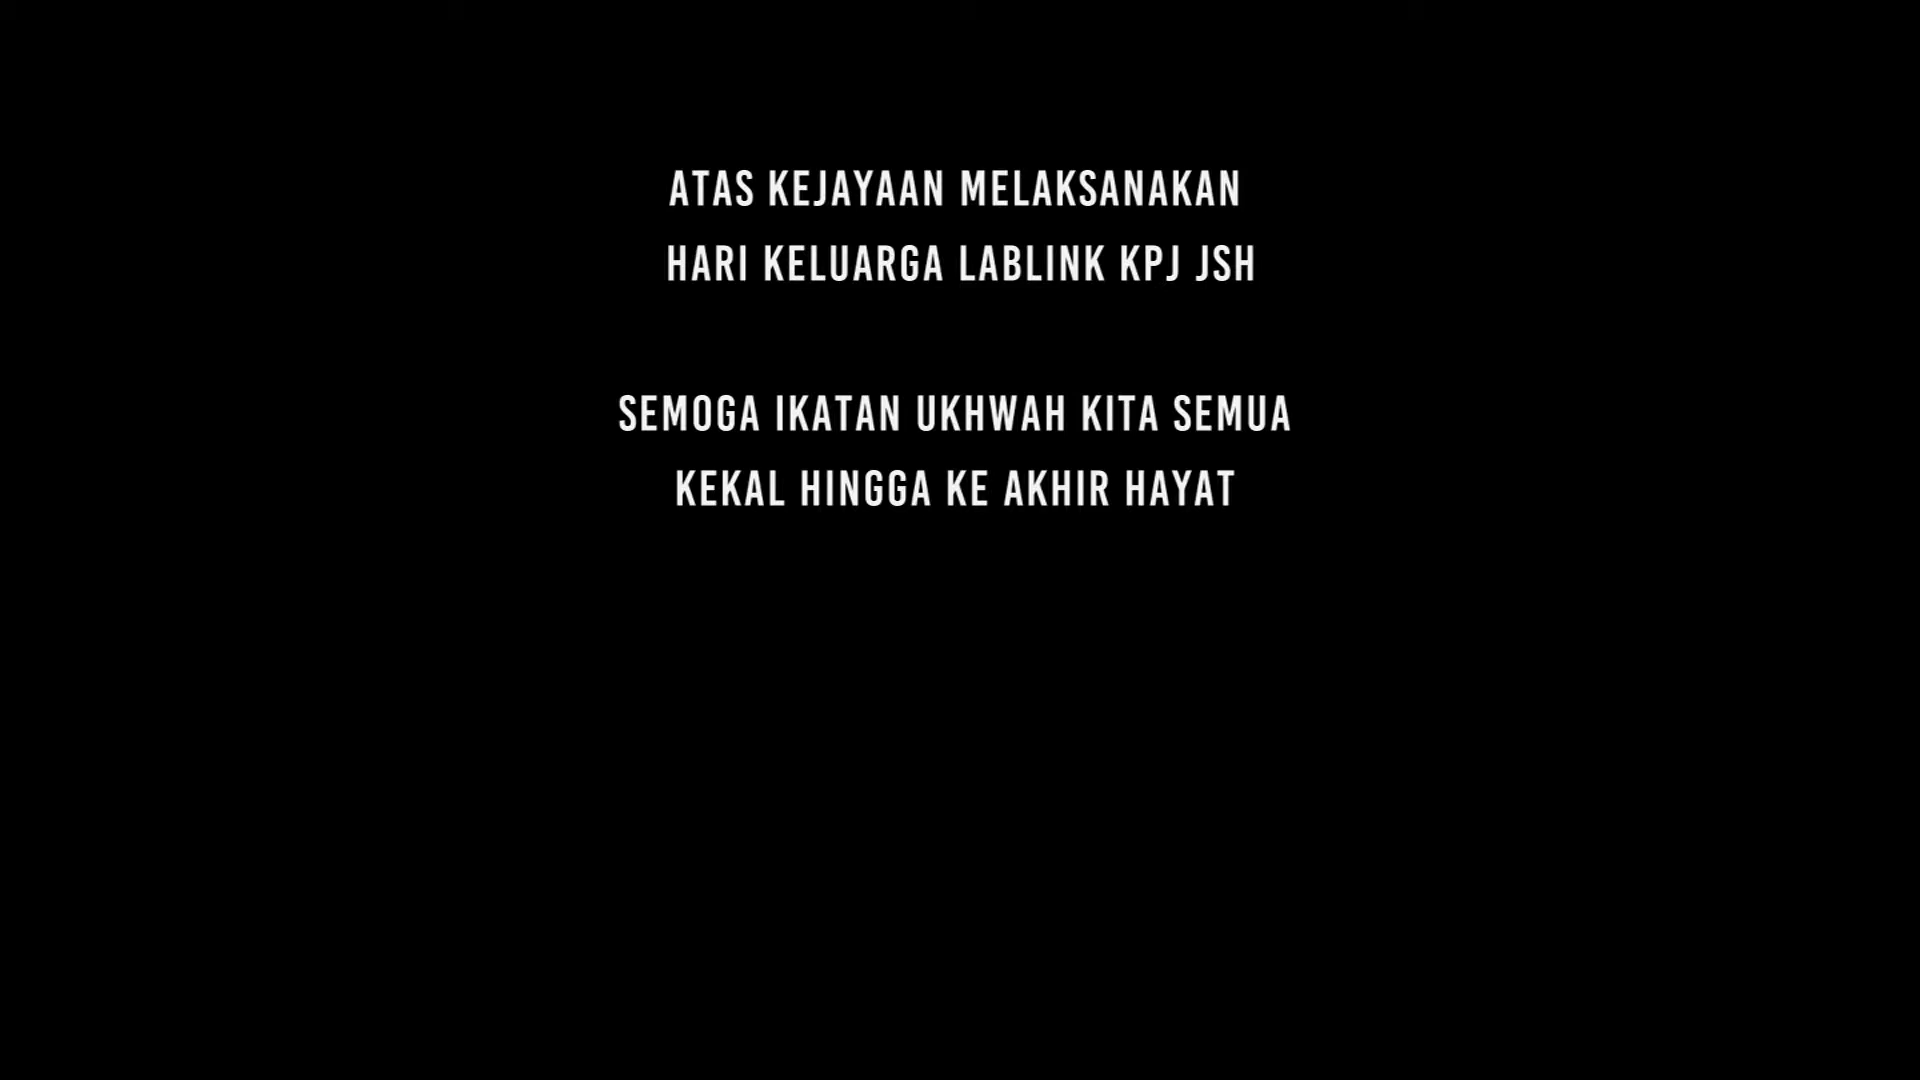 ATAS KEJAYAAN MELAKSANAKAN
HARI KELUARGA LABLINK KPJ JSH
SEMOGA IKATAN UKHWAH KITA SEMUA
KEKAL HINGGA KE AKHIR HAYAT